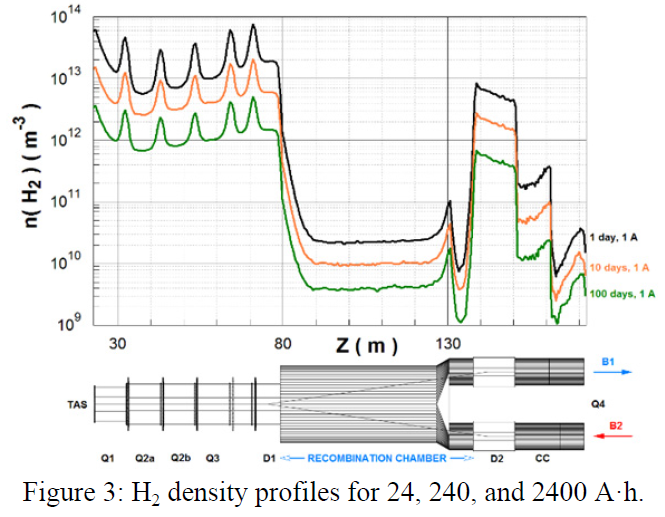 10^14
10^13
10^12
10^11
10^10
10^9
n(H₂) (m⁻³)
1 day, 1 A
10 days, 1 A
100 days, 1 A
30 80 Z ( m ) 130
B1
TAS Q4
B2
Q1 Q2a Q2b Q3 D1 RECOMBINATION CHAMBER D2 CC
Figure 3: H₂ density profiles for 24, 240, and 2400 A·h.